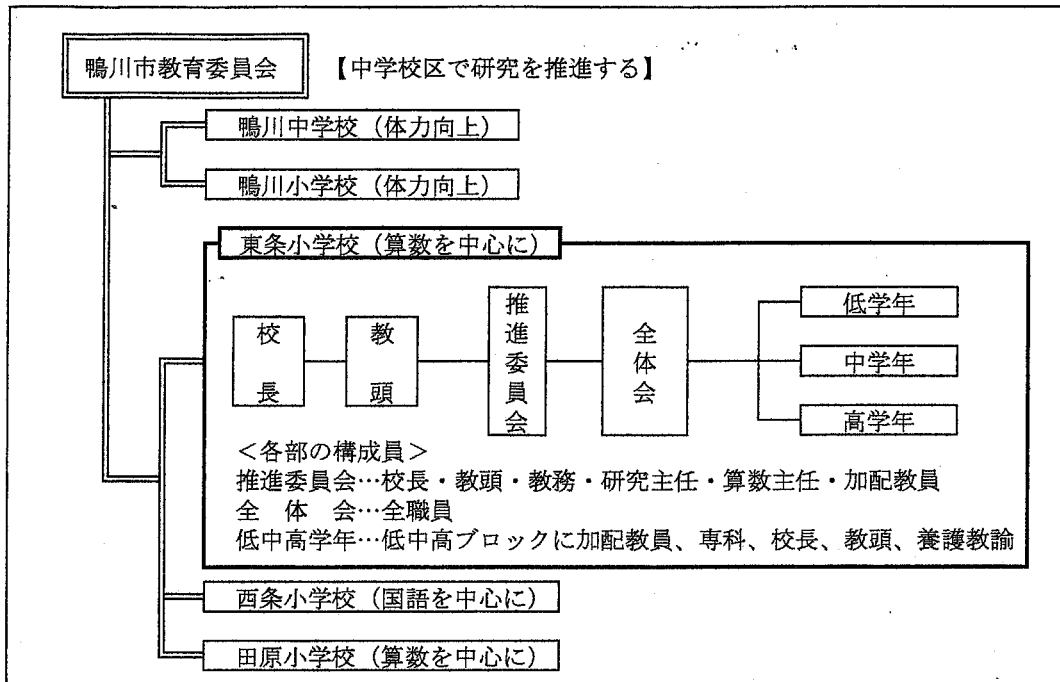 鴨川市教育委員会
【中学校区で研究を推進する】
鴨川中学校（体力向上）
鴨川小学校（体力向上）
東条小学校（算数を中心に）
校長
教頭
推進委員会
全体会
低学年
中学年
高学年
＜各部の構成員＞
推進委員会…校長・教頭・教務・研究主任・算数主任・加配教員
全　体　会…全職員
低中高学年…低中高ブロックに加配教員、専科、校長、教頭、養護教諭
西条小学校（国語を中心に）
田原小学校（算数を中心に）